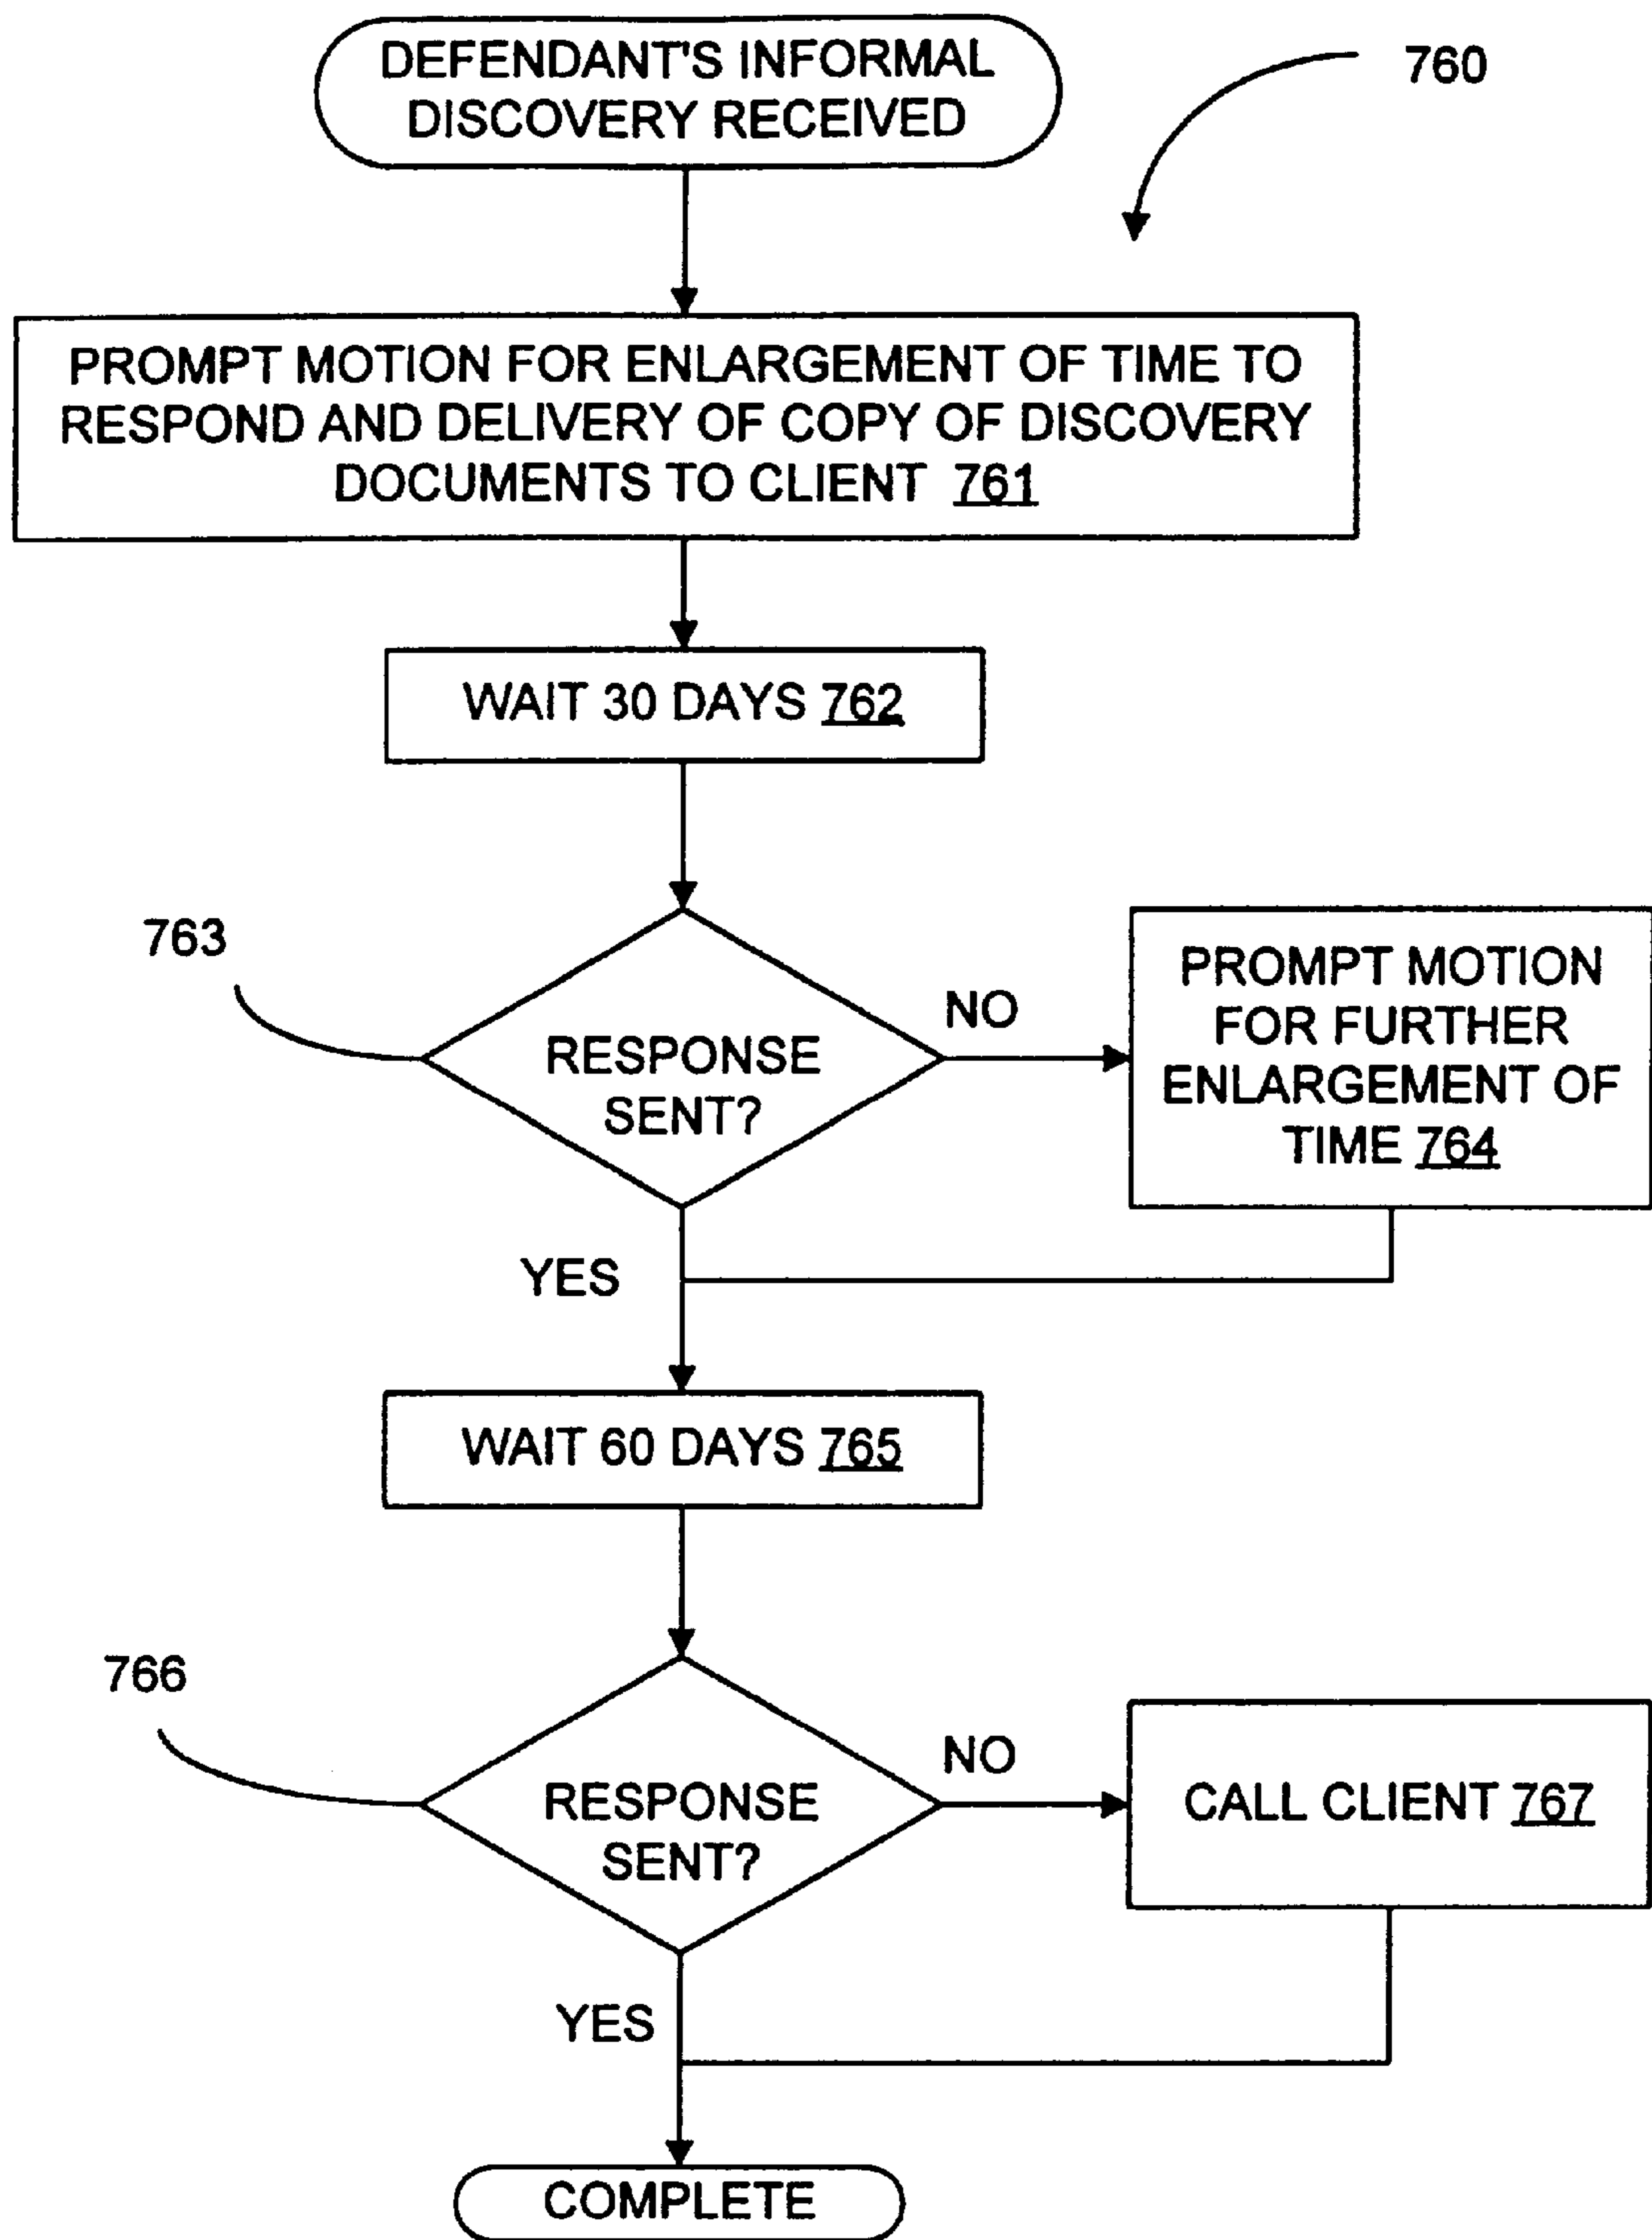 DEFENDANT'S INFORMAL
DISCOVERY RECEIVED
760
PROMPT MOTION FOR ENLARGEMENT OF TIME TO
RESPOND AND DELIVERY OF COPY OF DISCOVERY
DOCUMENTS TO CLIENT 761
WAIT 30 DAYS 762
763
RESPONSE
SENT?
NO
PROMPT MOTION
FOR FURTHER
ENLARGEMENT OF
TIME 764
YES
WAIT 60 DAYS 765
766
RESPONSE
SENT?
NO
CALL CLIENT 767
YES
COMPLETE